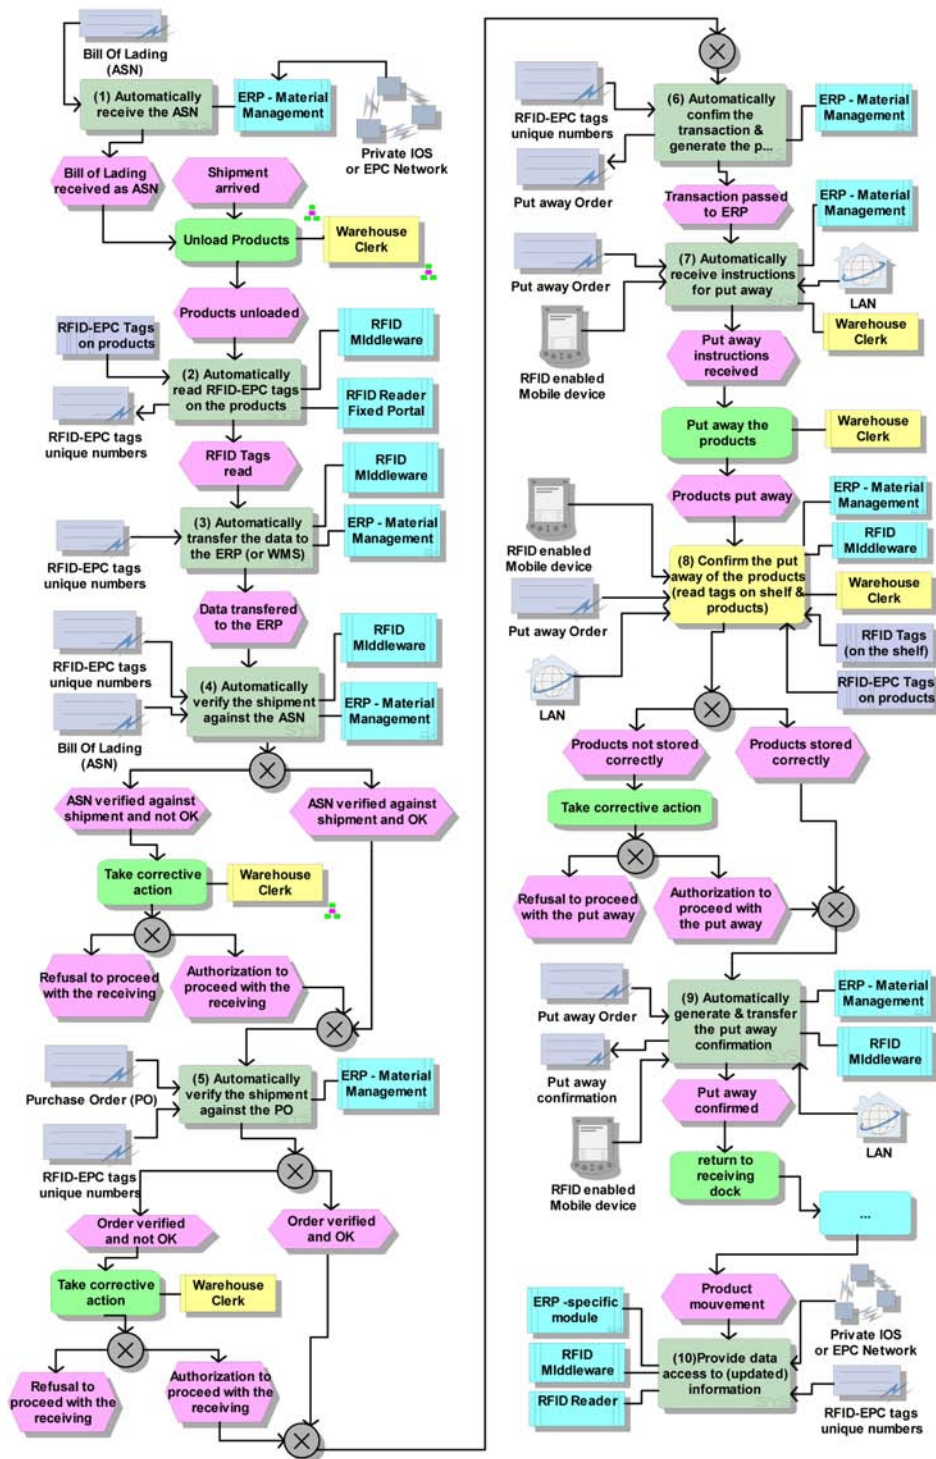 Bill Of Lading
(ASN)
(1) Automatically
receive the ASN
ERP - Material
Management
Private IOS
or EPC Network
Bill of Lading
received as ASN
Shipment
arrived
Unload Products
Warehouse
Clerk
Products unloaded
RFID-EPC Tags
on products
RFID
MIddleware
(2) Automatically
read RFID-EPC tags
on the products
RFID Reader
Fixed Portal
RFID-EPC tags
unique numbers
RFID Tags
read
RFID
MIddleware
(3) Automatically
transfer the data to
the ERP (or WMS)
ERP - Material
Management
RFID-EPC tags
unique numbers
Data transfered
to the ERP
RFID
MIddleware
RFID-EPC tags
unique numbers
(4) Automatically
verify the shipment
against the ASN
ERP - Material
Management
Bill Of Lading
(ASN)
ASN verified against
shipment and not OK
ASN verified against
shipment and OK
Take corrective
action
Warehouse
Clerk
Refusal to proceed
with the receiving
Authorization to
proceed with the
receiving
Purchase Order (PO)
(5) Automatically
verify the shipment
against the PO
ERP - Material
Management
RFID-EPC tags
unique numbers
Order verified
and not OK
Order verified
and OK
Take corrective
action
Warehouse
Clerk
Refusal to
proceed with the
receiving
Authorization to
proceed with the
receiving
RFID-EPC tags
unique numbers
(6) Automatically
confim the
transaction &
generate the p...
ERP - Material
Management
Put away Order
Transaction passed
to ERP
ERP - Material
Management
Put away Order
(7) Automatically
receive instructions
for put away
LAN
RFID enabled
Mobile device
Warehouse
Clerk
Put away
instructions
received
Put away the
products
Warehouse
Clerk
Products put away
ERP - Material
Management
RFID enabled
Mobile device
RFID
MIddleware
(8) Confirm the put
away of the products
(read tags on shelf &
products)
Warehouse
Clerk
Put away Order
RFID Tags
(on the shelf)
LAN
RFID-EPC Tags
on products
Products not stored
correctly
Products stored
correctly
Take corrective action
Refusal to proceed
with the put away
Authorization to
proceed with the
put away
Put away Order
(9) Automatically
generate & transfer
the put away
confirmation
ERP - Material
Management
RFID
MIddleware
Put away
confirmation
Put away
confirmed
LAN
RFID enabled
Mobile device
return to
receiving
dock
...
Product
mouvement
ERP -specific
module
Private IOS
or EPC Network
RFID
MIddleware
(10)Provide data
access to (updated)
information
RFID Reader
RFID-EPC tags
unique numbers